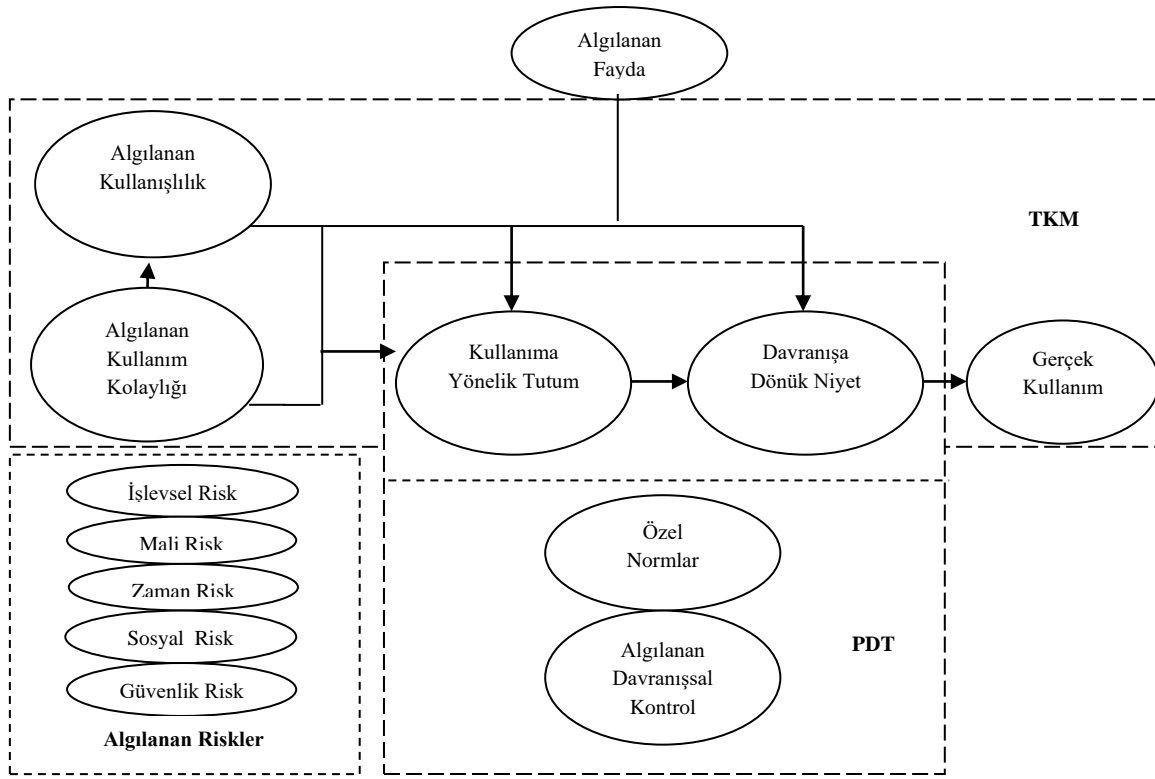 Algılanan
Fayda
Algılanan
Kullanışlılık
TKM
Algılanan
Kullanım
Kolaylığı
Kullanıma
Yönelik Tutum
Davranışa
Dönük Niyet
Gerçek
Kullanım
İşlevsel Risk
Mali Risk
Zaman Risk
Sosyal Risk
Güvenlik Risk
Algılanan Riskler
Özel
Normlar
Algılanan
Davranışsal
Kontrol
PDT